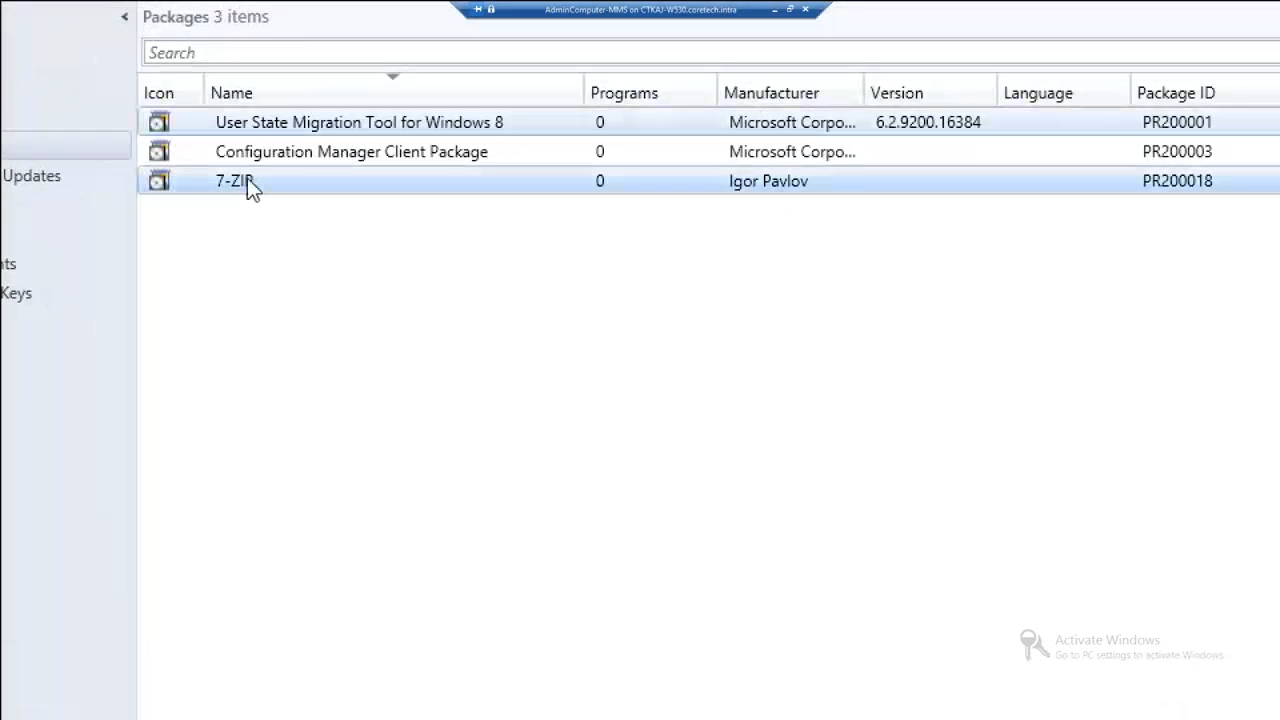 AdminComputer-MMS on CTKAJ-W530.coretech.intra
Packages 3 items
Search
Icon Name Programs Manufacturer Version Language Package ID
User State Migration Tool for Windows 8 0 Microsoft Corpo... 6.2.9200.16384 PR200001
Configuration Manager Client Package 0 Microsoft Corpo... PR200003
Updates
7-ZIP 0 Igor Pavlov PR200018
nts
Keys
Activate Windows
Go to PC settings to activate Windows.